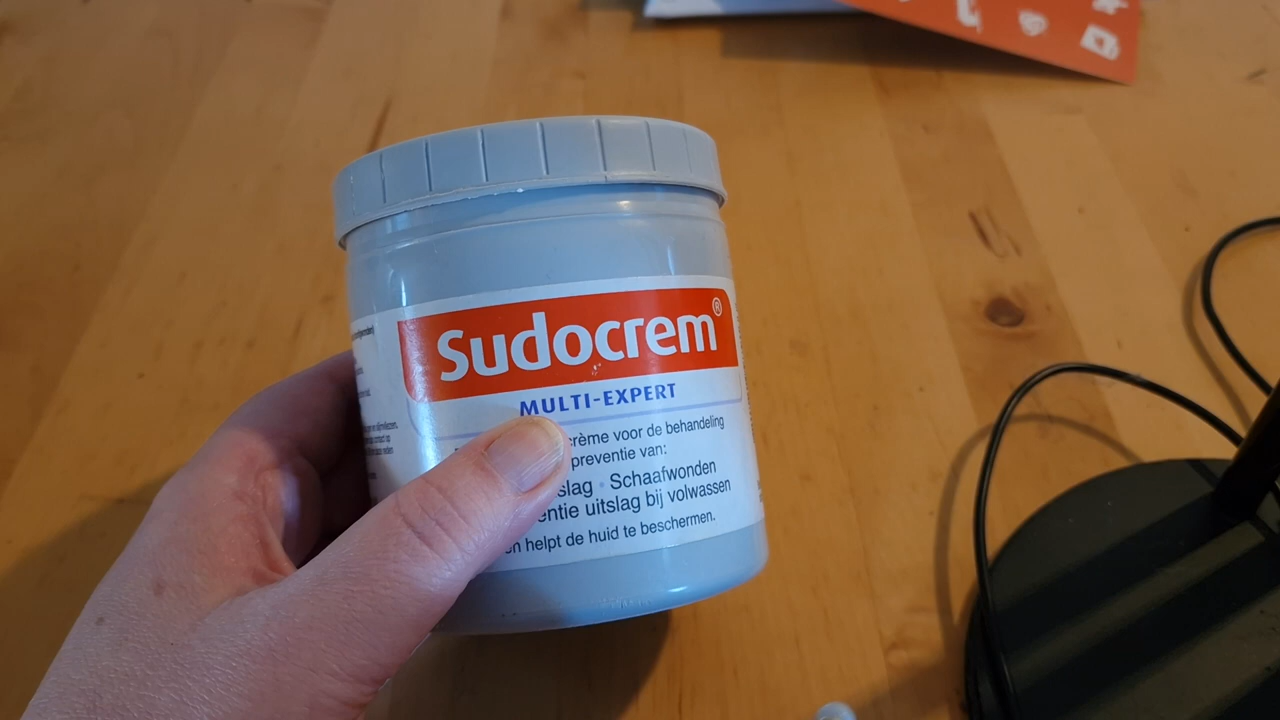 Sudocrem®
MULTI-EXPERT
crème voor de behandeling
preventie van:
slag · Schaafwonden
entie uitslag bij volwassen
en helpt de huid te beschermen.